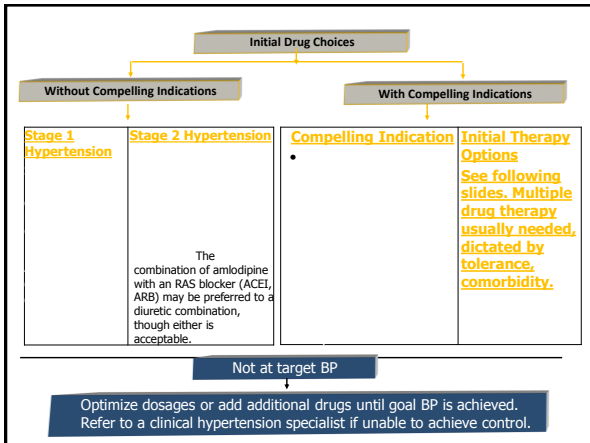 Initial Drug Choices
Without Compelling Indications
With Compelling Indications
Stage 1
Hypertension
Stage 2 Hypertension
The
combination of amlodipine
with an RAS blocker (ACEI,
ARB) may be preferred to a
diuretic combination,
though either is
acceptable.
Compelling Indication
•
Initial Therapy
Options
See following
slides. Multiple
drug therapy
usually needed,
dictated by
tolerance,
comorbidity.
Not at target BP
Optimize dosages or add additional drugs until goal BP is achieved.
Refer to a clinical hypertension specialist if unable to achieve control.